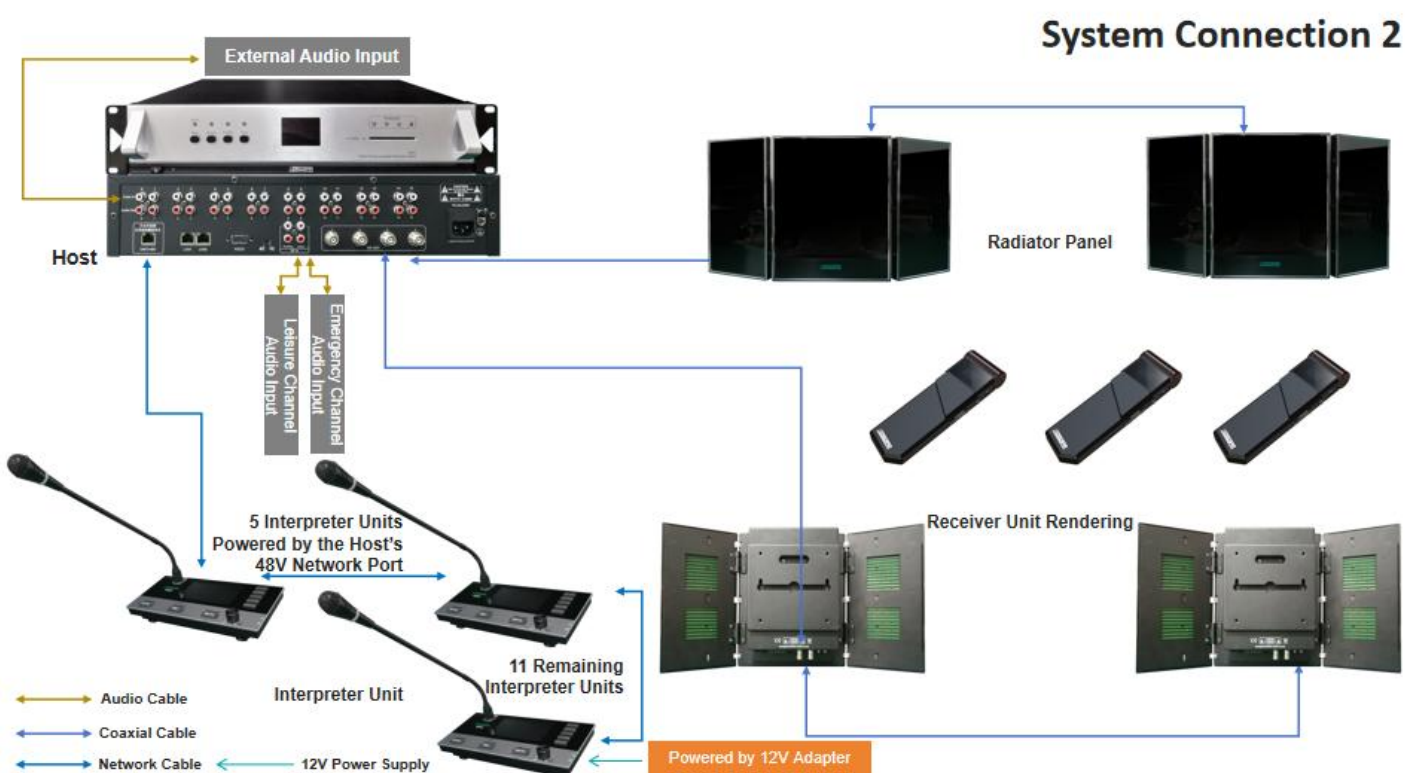 System Connection 2
External Audio Input
Host
Radiator Panel
Leisure Channel
Audio Input
Emergency Channel
Audio Input
5 Interpreter Units
Powered by the Host's
48V Network Port
Receiver Unit Rendering
11 Remaining
Interpreter Units
Interpreter Unit
Audio Cable
Coaxial Cable
Network Cable
12V Power Supply
Powered by 12V Adapter